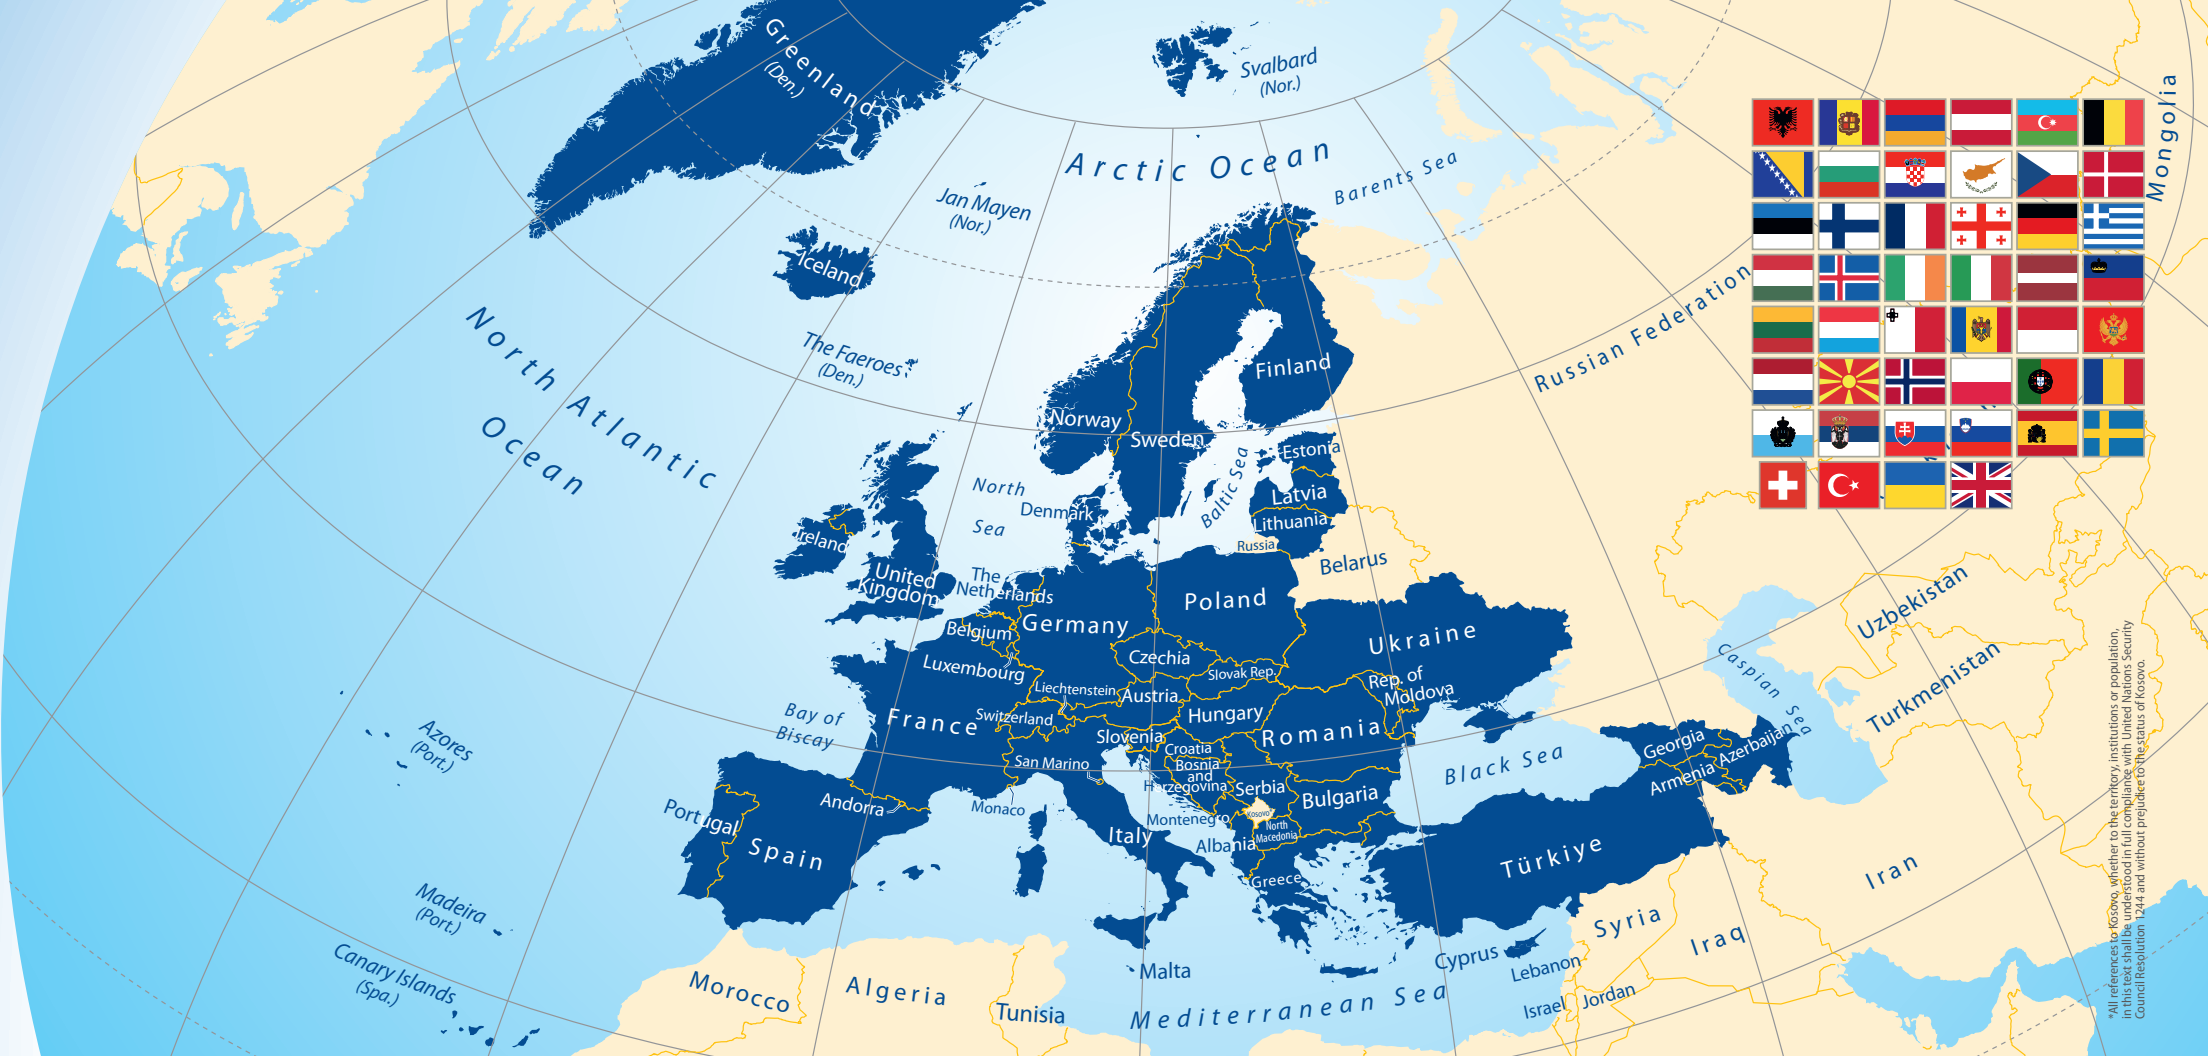 Greenland
(Den.)
Svalbard
(Nor.)
Arctic Ocean
Barents Sea
Jan Mayen
(Nor.)
Iceland
Mongolia
Russian Federation
North Atlantic
Ocean
The Faeroes
(Den.)
Finland
Norway
Sweden
Estonia
Baltic Sea
Latvia
Lithuania
Russia
Belarus
North
Sea
Denmark
Ireland
United
Kingdom
The
Netherlands
Belgium
Germany
Poland
Ukraine
Luxembourg
Czechia
Slovak Rep.
Rep. of
Moldova
Liechtenstein
Austria
Hungary
Switzerland
France
Slovenia
Croatia
Romania
Bay of
Biscay
San Marino
Bosnia
and
Herzegovina
Serbia
Bulgaria
Black Sea
Georgia
Armenia
Azerbaijan
Caspian Sea
Uzbekistan
Turkmenistan
Azores
(Port.)
Portugal
Spain
Andorra
Monaco
Italy
Montenegro
Kosovo*
North
Macedonia
Albania
Greece
Türkiye
Iran
Syria
Iraq
Cyprus
Lebanon
Israel
Jordan
Madeira
(Port.)
Canary Islands
(Spa.)
Malta
Morocco
Algeria
Tunisia
Mediterranean Sea
*All references to Kosovo, whether to the territory, institutions or population,
in this text shall be understood in full compliance with United Nations Security
Council Resolution 1244 and without prejudice to the status of Kosovo.